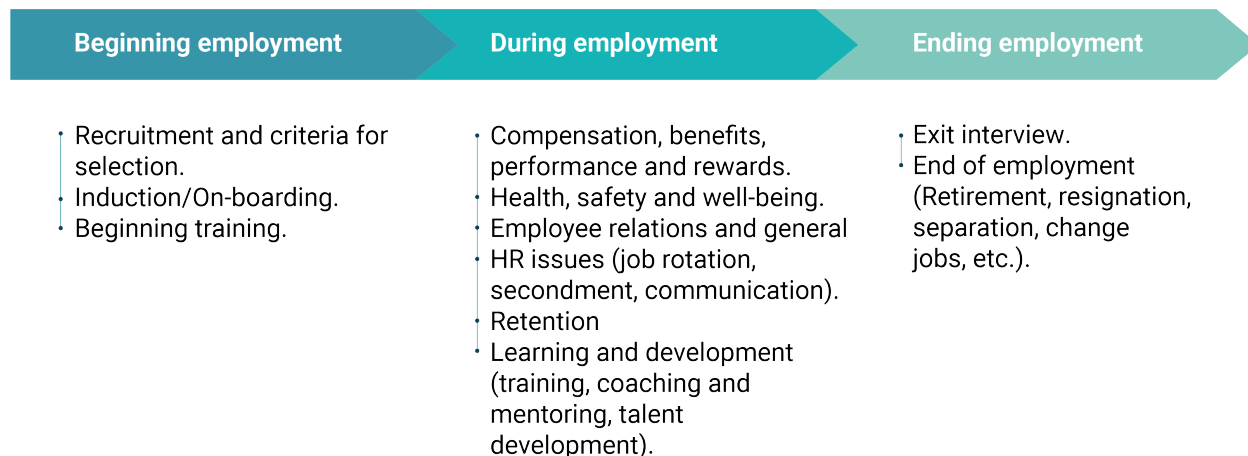 Beginning employment
During employment
Ending employment
Recruitment and criteria for
selection.
Induction/On-boarding.
Beginning training.
Compensation, benefits,
performance and rewards.
Health, safety and well-being.
Employee relations and general
HR issues (job rotation,
secondment, communication).
Retention
Learning and development
(training, coaching and
mentoring, talent
development).
Exit interview.
End of employment
(Retirement, resignation,
separation, change
jobs, etc.).